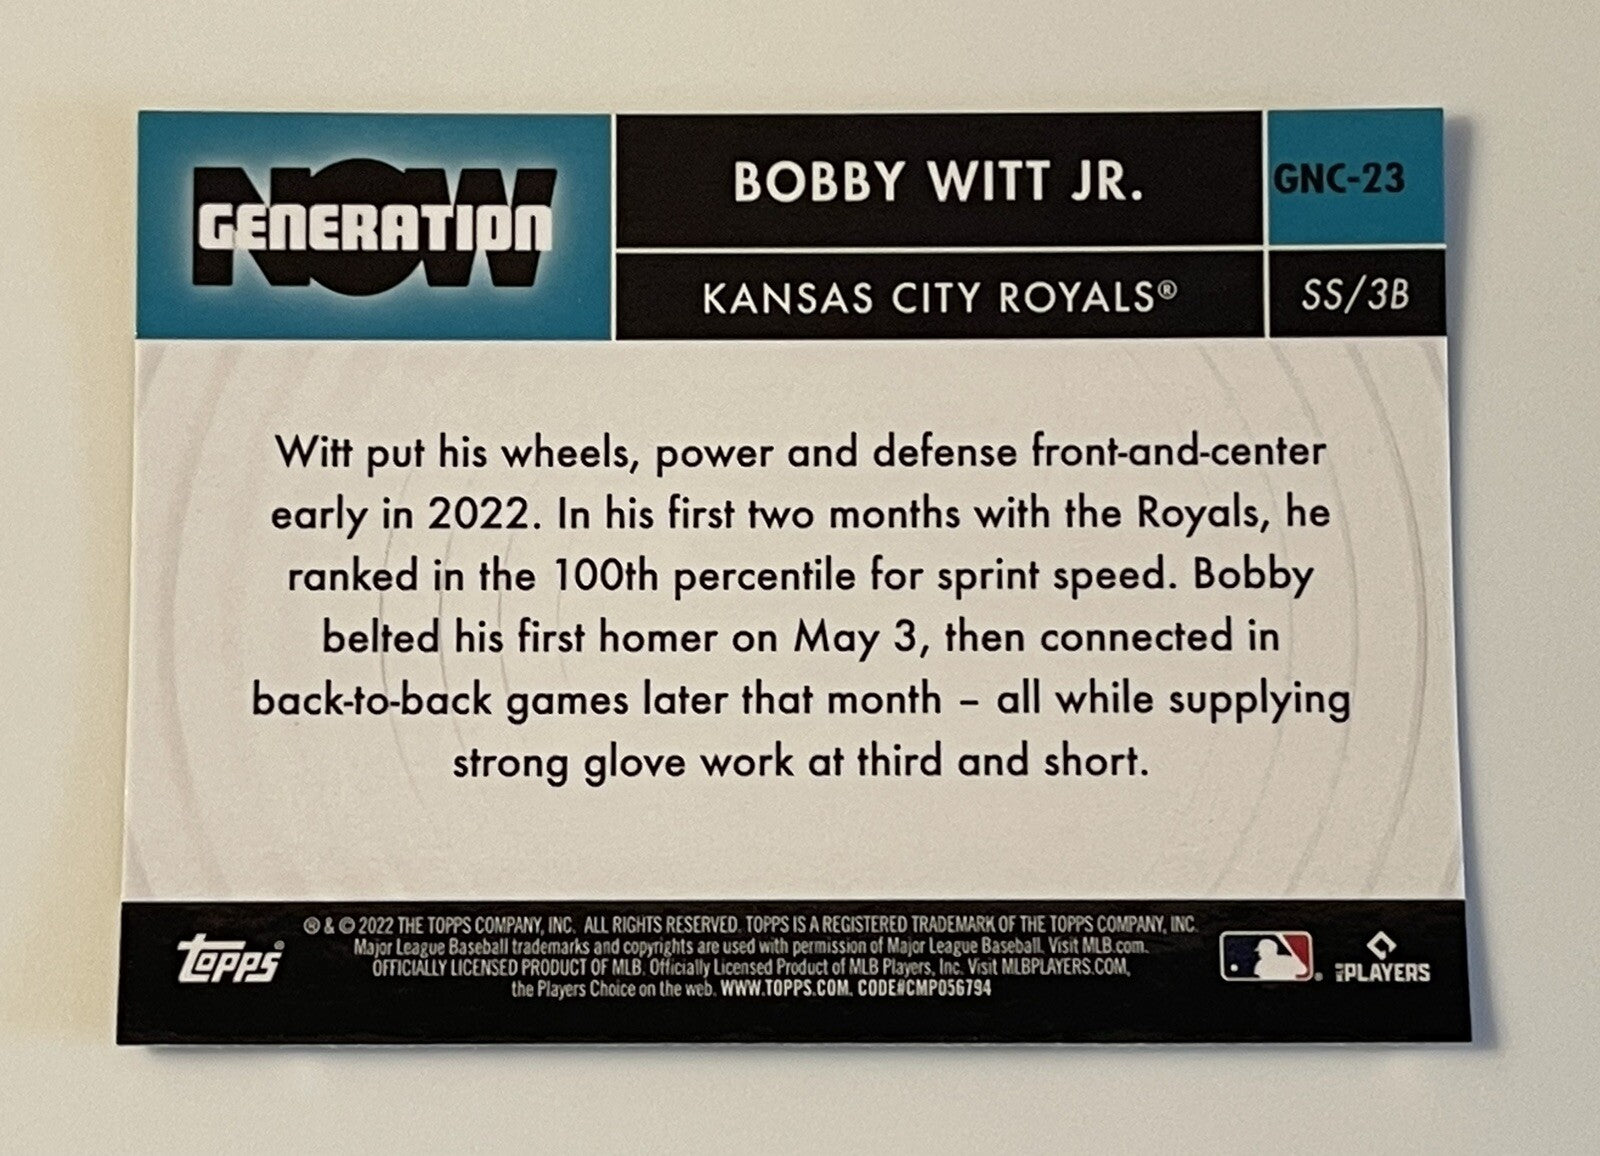 NOW
GENERATION
BOBBY WITT JR.
GNC-23
KANSAS CITY ROYALS®
SS/3B
Witt put his wheels, power and defense front-and-center
early in 2022. In his first two months with the Royals, he
ranked in the 100th percentile for sprint speed. Bobby
belted his first homer on May 3, then connected in
back-to-back games later that month – all while supplying
strong glove work at third and short.
Topps®
® & © 2022 THE TOPPS COMPANY, INC. ALL RIGHTS RESERVED. TOPPS IS A REGISTERED TRADEMARK OF THE TOPPS COMPANY, INC.
Major League Baseball trademarks and copyrights are used with permission of Major League Baseball. Visit MLB.com.
OFFICIALLY LICENSED PRODUCT OF MLB. Officially Licensed Product of MLB Players, Inc. Visit MLBPLAYERS.COM,
the Players Choice on the web. WWW.TOPPS.COM. CODE#CMP056794
PLAYERS